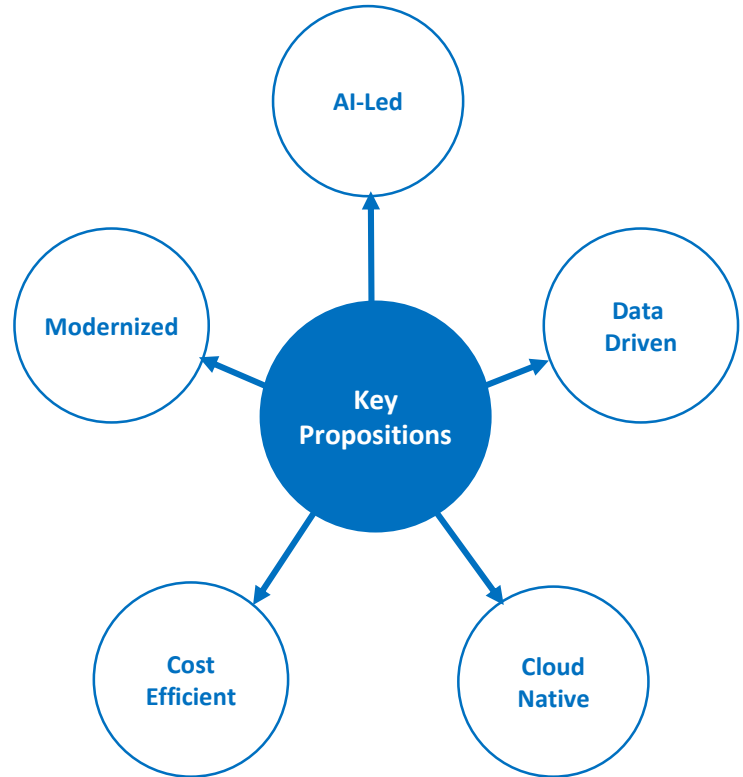 AI-Led
Modernized
Data
Driven
Key
Propositions
Cost
Efficient
Cloud
Native